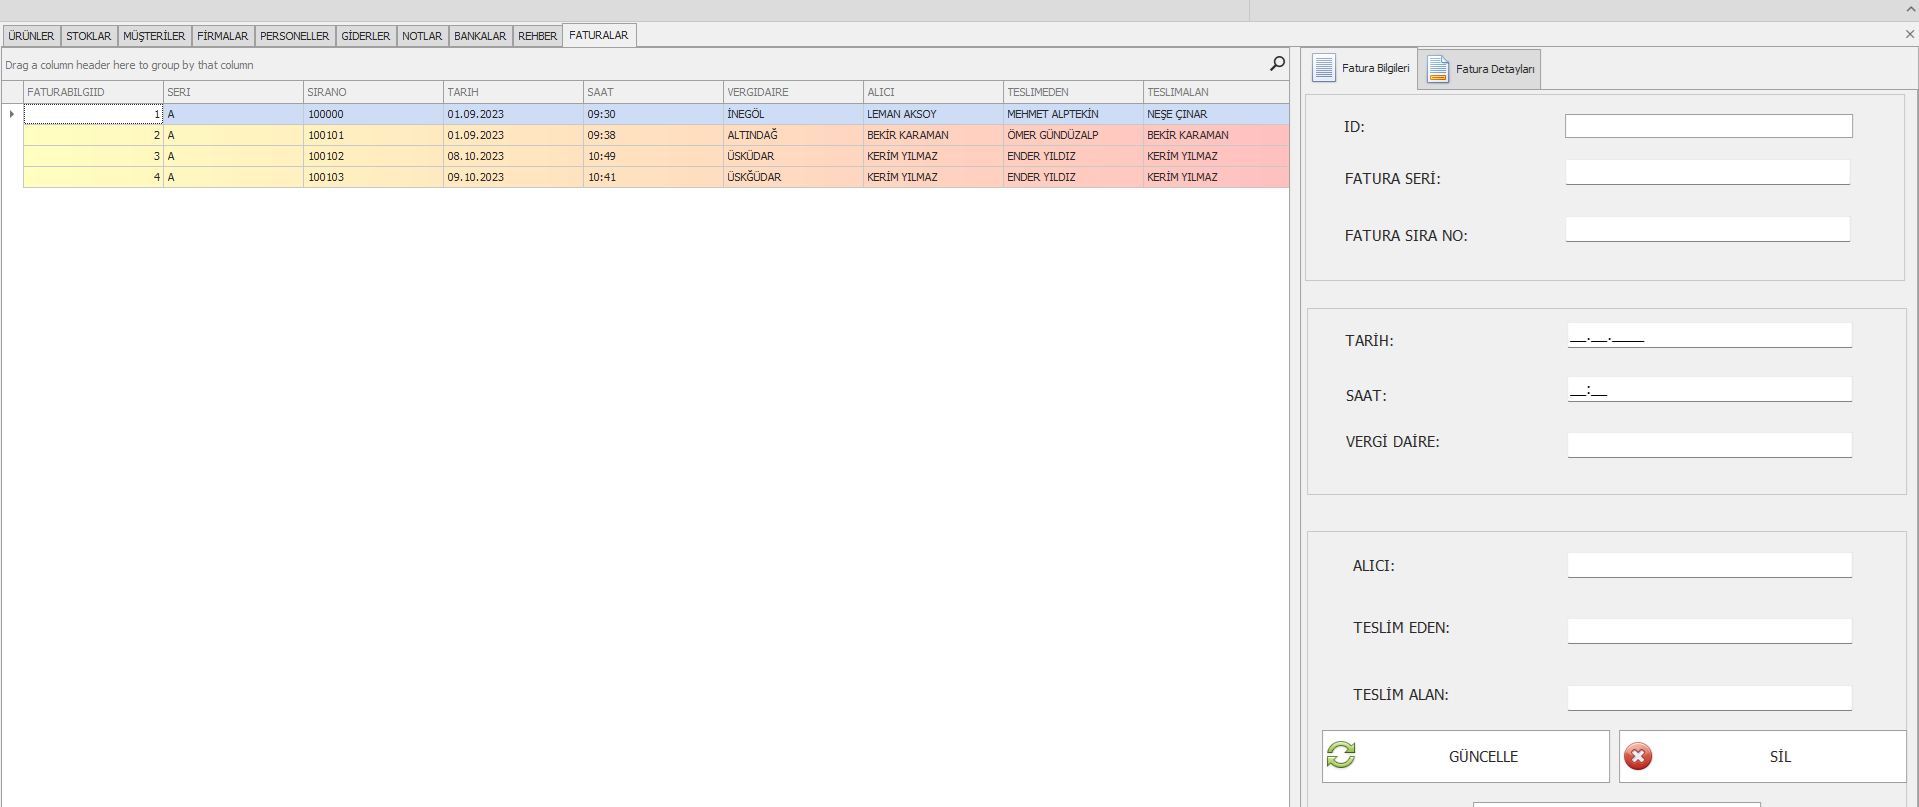 ÜRÜNLER STOKLAR MÜŞTERİLER FİRMALAR PERSONELLER GİDERLER NOTLAR BANKALAR REHBER FATURALAR
Drag a column header here to group by that column
FATURABILGIID SERI SIRANO TARIH SAAT VERGIDAIRE ALICI TESLIMEDEN TESLIMALAN
1 A 100000 01.09.2023 09:30 İNEGÖL LEMAN AKSOY MEHMET ALPTEKİN NEŞE ÇINAR
2 A 100101 01.09.2023 09:38 ALTINDAĞ BEKİR KARAMAN ÖMER GÜNDÜZALP BEKİR KARAMAN
3 A 100102 08.10.2023 10:49 ÜSKÜDAR KERİM YILMAZ ENDER YILDIZ KERİM YILMAZ
4 A 100103 09.10.2023 10:41 ÜSKĞÜDAR KERİM YILMAZ ENDER YILDIZ KERİM YILMAZ
Fatura Bilgileri Fatura Detayları
ID:
FATURA SERİ:
FATURA SIRA NO:
TARİH: __.__.____
SAAT: __:__
VERGİ DAİRE:
ALICI:
TESLİM EDEN:
TESLİM ALAN:
GÜNCELLE SİL